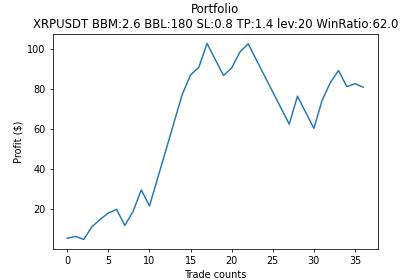 Portfolio
XRPUSDT BBM:2.6 BBL:180 SL:0.8 TP:1.4 lev:20 WinRatio:62.0
100
80
60
40
20
Profit ($)
0 5 10 15 20 25 30 35
Trade counts